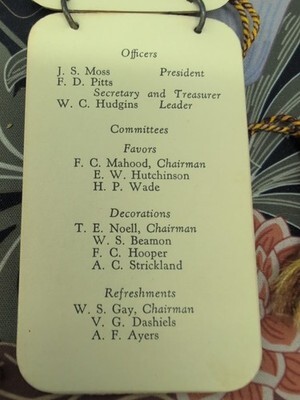 Officers
J. S. Moss President
F. D. Pitts
Secretary and Treasurer
W. C. Hudgins Leader
Committees
Favors
F. C. Mahood, Chairman
E. W. Hutchinson
H. P. Wade
Decorations
T. E. Noell, Chairman
W. S. Beamon
F. C. Hooper
A. C. Strickland
Refreshments
W. S. Gay, Chairman
V. G. Dashiels
A. F. Ayers